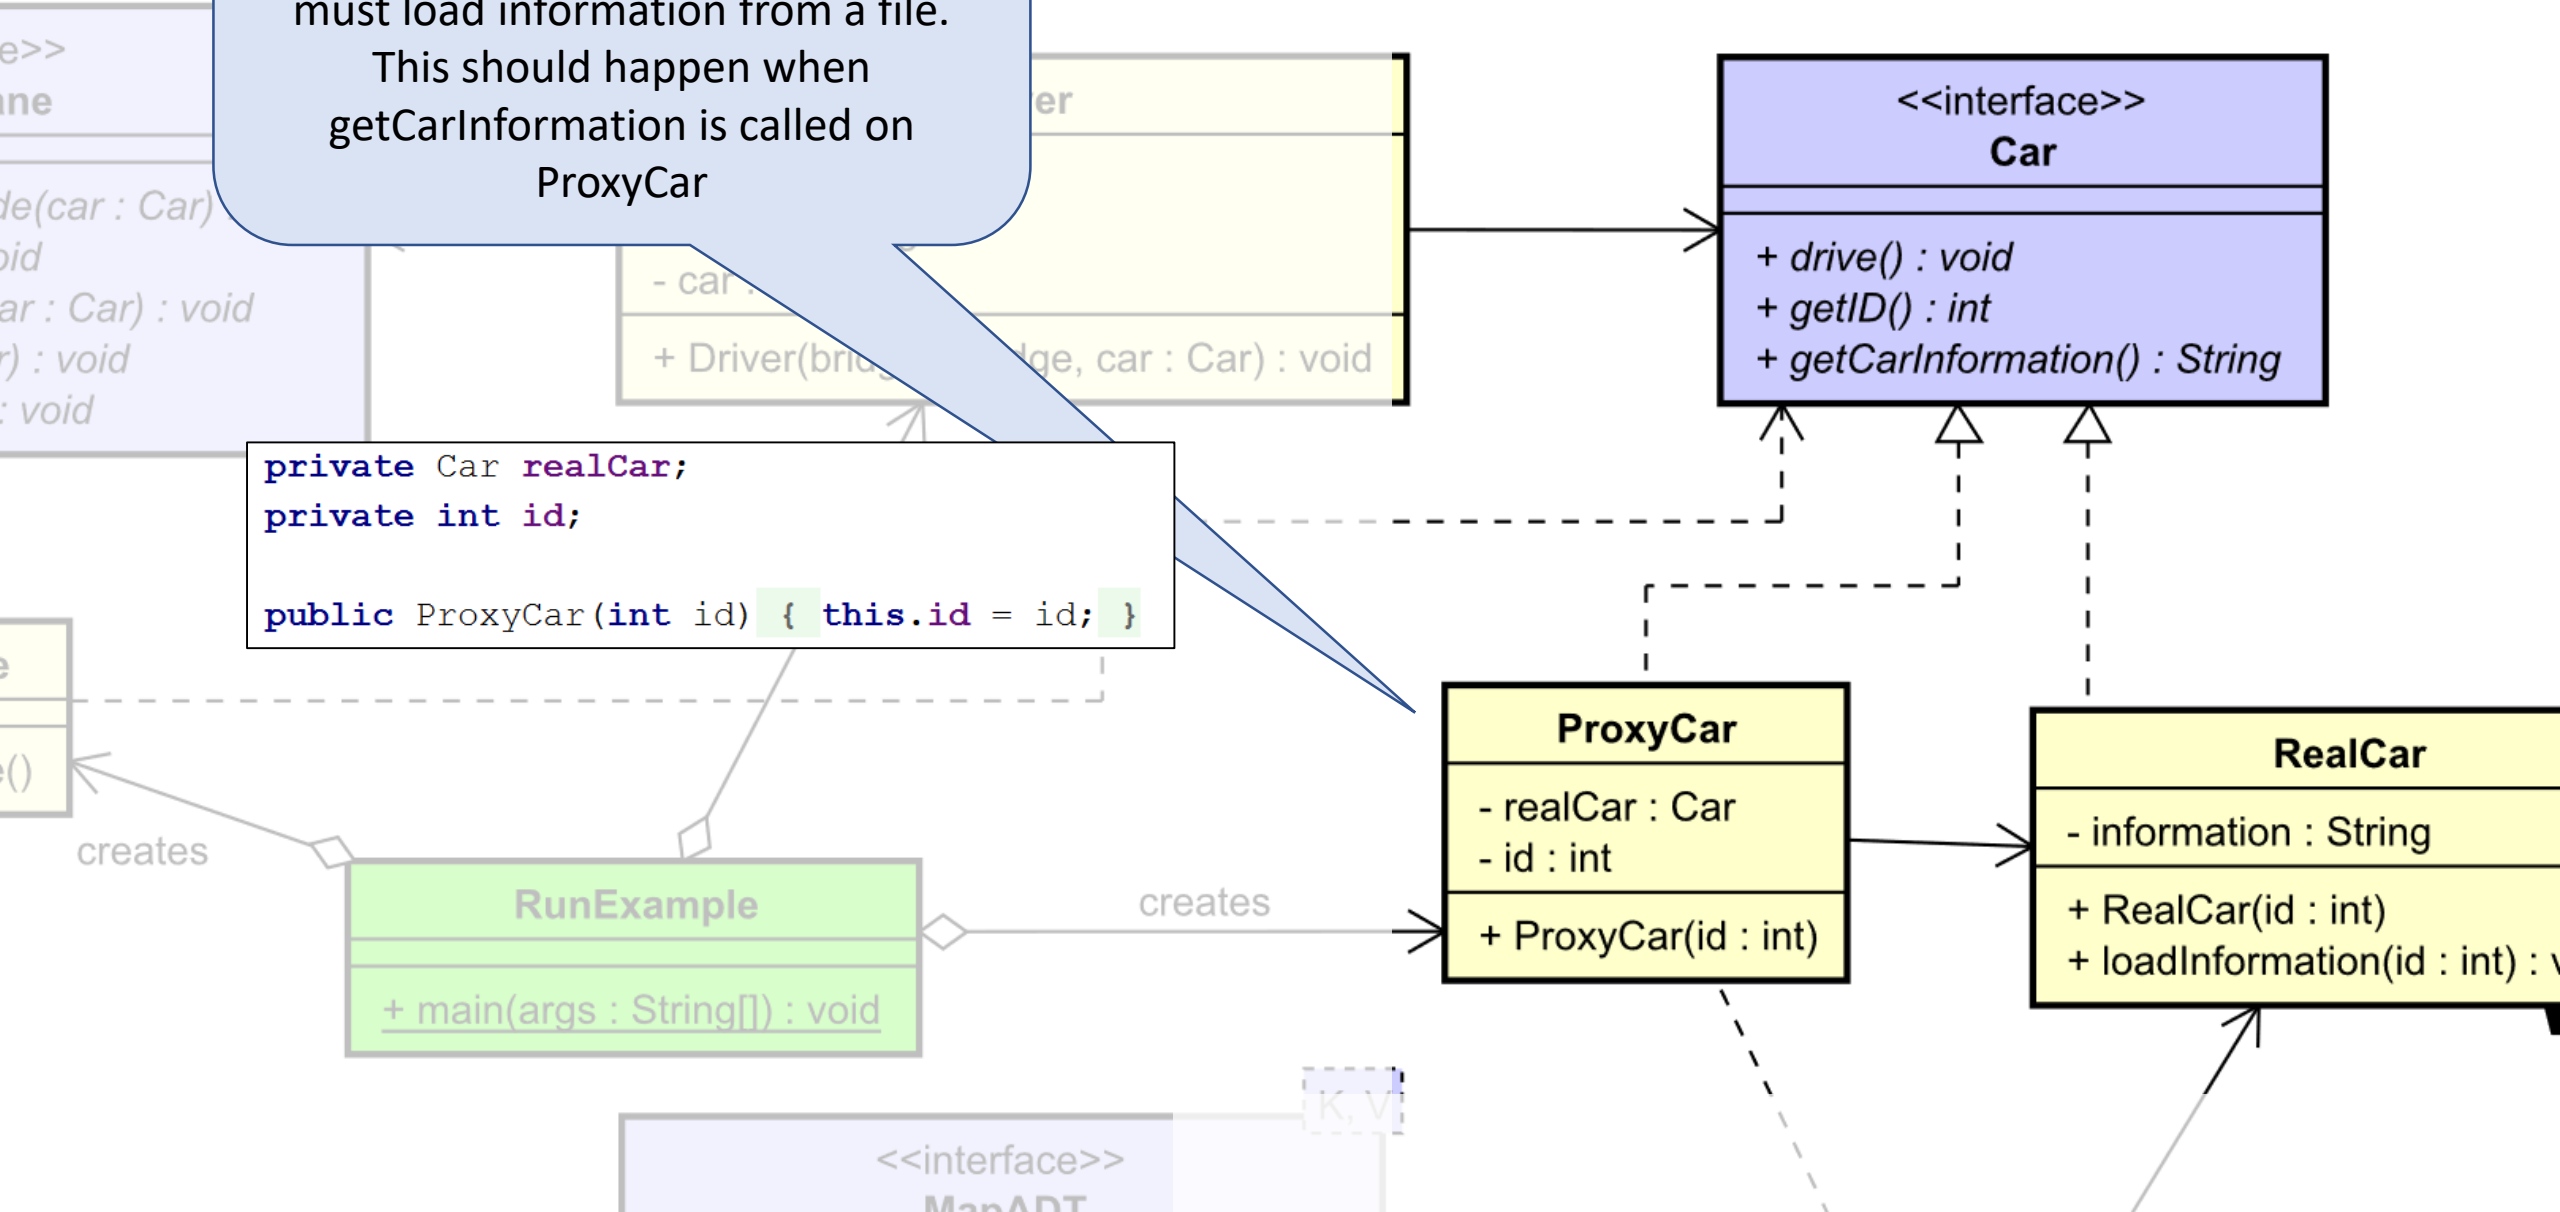 must load information from a file.
This should happen when
getCarInformation is called on
ProxyCar
de(car : Car)
ar : Car) : void
) : void
: void
- car :
+ Driver(bridge, car : Car) : void
<<interface>>
Car
+ drive() : void
+ getID() : int
+ getCarInformation() : String
private Car realCar;
private int id;
public ProxyCar(int id) { this.id = id; }
creates
RunExample
+ main(args : String[]) : void
creates
ProxyCar
- realCar : Car
- id : int
+ ProxyCar(id : int)
RealCar
- information : String
+ RealCar(id : int)
+ loadInformation(id : int) :
K, V
<<interface>>
MapADT